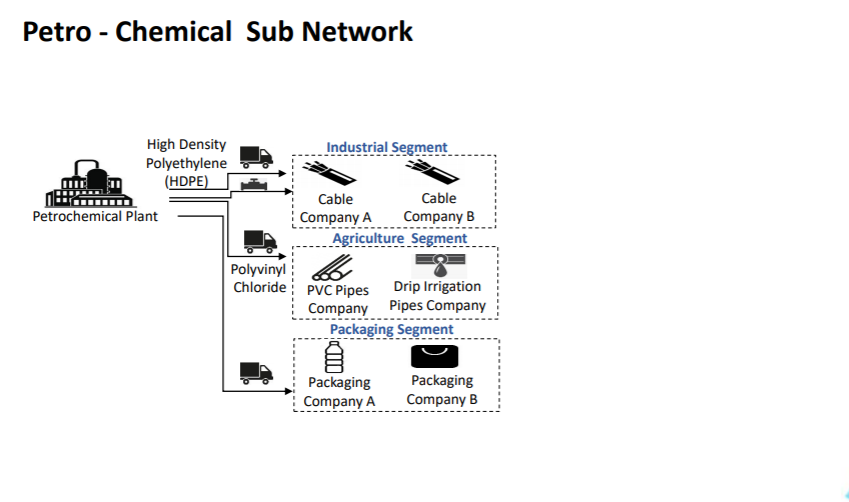 Petro - Chemical Sub Network
High Density
Polyethylene
(HDPE)
Petrochemical Plant
Industrial Segment
Cable
Company A
Cable
Company B
Agriculture Segment
Polyvinyl
Chloride
PVC Pipes
Company
Drip Irrigation
Pipes Company
Packaging Segment
Packaging
Company A
Packaging
Company B